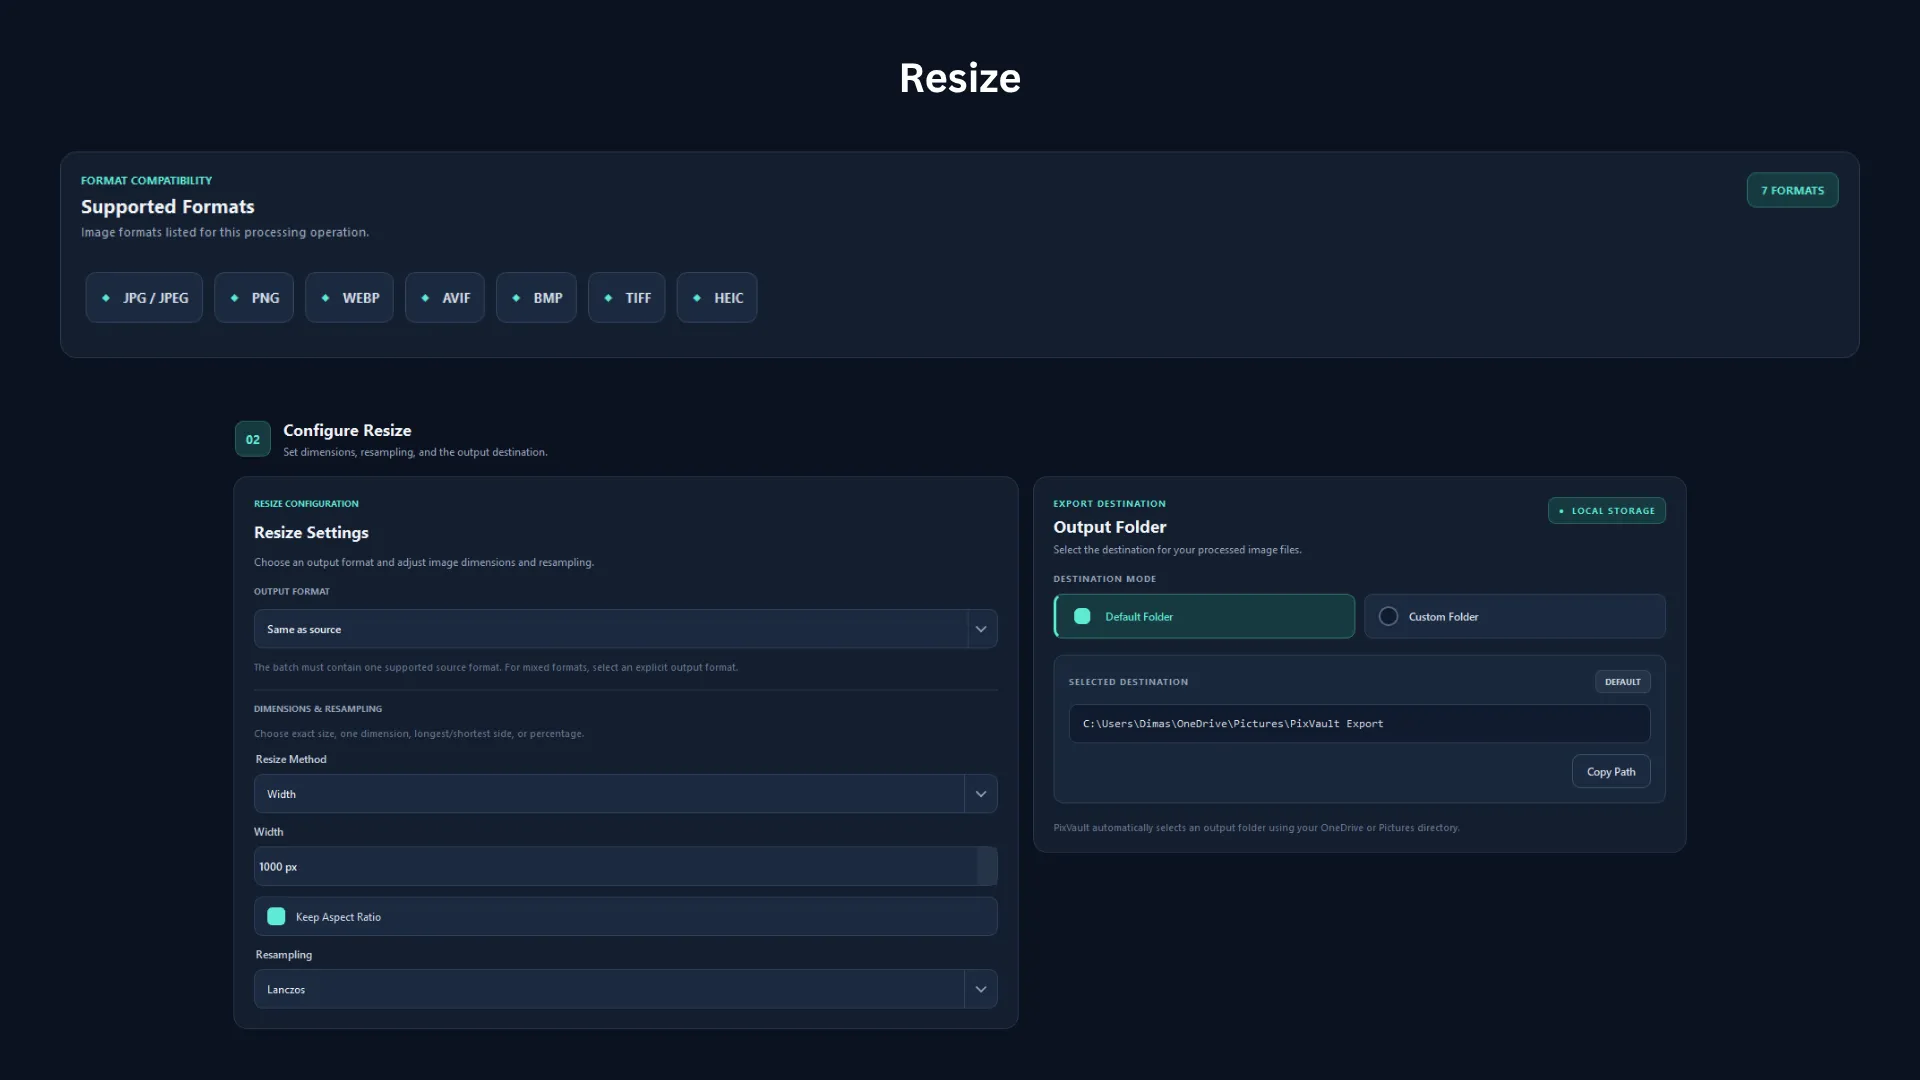 Resize
FORMAT COMPATIBILITY
Supported Formats
Image formats listed for this processing operation.
7 FORMATS
JPG / JPEG
PNG
WEBP
AVIF
BMP
TIFF
HEIC
02
Configure Resize
Set dimensions, resampling, and the output destination.
RESIZE CONFIGURATION
Resize Settings
Choose an output format and adjust image dimensions and resampling.
OUTPUT FORMAT
Same as source
The batch must contain one supported source format. For mixed formats, select an explicit output format.
DIMENSIONS & RESAMPLING
Choose exact size, one dimension, longest/shortest side, or percentage.
Resize Method
Width
Width
1000 px
Keep Aspect Ratio
Resampling
Lanczos
EXPORT DESTINATION
Output Folder
Select the destination for your processed image files.
LOCAL STORAGE
DESTINATION MODE
Default Folder
Custom Folder
SELECTED DESTINATION
DEFAULT
C:\Users\Dimas\OneDrive\Pictures\PixVault Export
Copy Path
PixVault automatically selects an output folder using your OneDrive or Pictures directory.